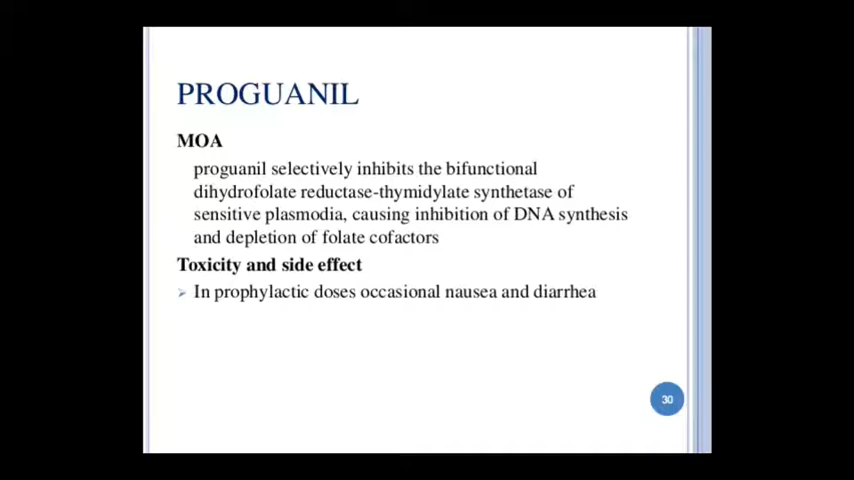 PROGUANIL
MOA
proguanil selectively inhibits the bifunctional
dihydrofolate reductase-thymidylate synthetase of
sensitive plasmodia, causing inhibition of DNA synthesis
and depletion of folate cofactors
Toxicity and side effect
➢ In prophylactic doses occasional nausea and diarrhea
30